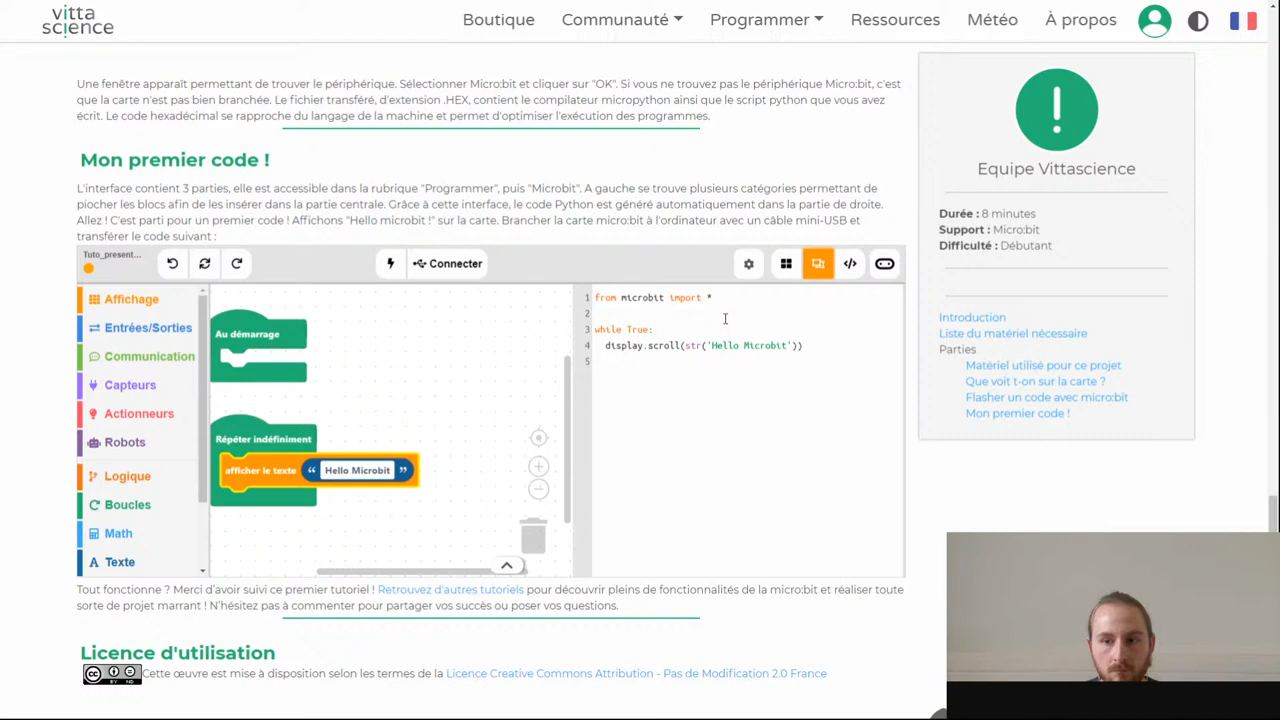 vitta science
Boutique Communauté Programmer Ressources Météo À propos
Une fenêtre apparaît permettant de trouver le périphérique. Sélectionner Micro:bit et cliquer sur "OK". Si vous ne trouvez pas le périphérique Micro:bit, c'est
que la carte n'est pas bien branchée. Le fichier transféré, d'extension .HEX, contient le compilateur micropython ainsi que le script python que vous avez
écrit. Le code hexadécimal se rapproche du langage de la machine et permet d'optimiser l'exécution des programmes.
Mon premier code !
L'interface contient 3 parties, elle est accessible dans la rubrique "Programmer", puis "Microbit". A gauche se trouve plusieurs catégories permettant de
piocher les blocs afin de les insérer dans la partie centrale. Grâce à cette interface, le code Python est généré automatiquement dans la partie de droite.
Allez ! C'est parti pour un premier code ! Affichons "Hello microbit !" sur la carte. Brancher la carte micro:bit à l'ordinateur avec un câble mini-USB et
transférer le code suivant :
Tuto_present...
Connecter
Affichage
Entrées/Sorties
Communication
Capteurs
Actionneurs
Robots
Logique
Boucles
Math
Texte
Au démarrage
Répéter indéfiniment
afficher le texte “ Hello Microbit ”
1 from microbit import *
2
3 while True:
4 display.scroll(str('Hello Microbit'))
5
Tout fonctionne ? Merci d'avoir suivi ce premier tutoriel ! Retrouvez d'autres tutoriels pour découvrir pleins de fonctionnalités de la micro:bit et réaliser toute
sorte de projet marrant ! N'hésitez pas à commenter pour partager vos succès ou poser vos questions.
Licence d'utilisation
CC BY ND Cette œuvre est mise à disposition selon les termes de la Licence Creative Commons Attribution - Pas de Modification 2.0 France
!
Equipe Vittascience
Durée : 8 minutes
Support : Micro:bit
Difficulté : Débutant
Introduction
Liste du matériel nécessaire
Parties
Matériel utilisé pour ce projet
Que voit t-on sur la carte ?
Flasher un code avec micro:bit
Mon premier code !